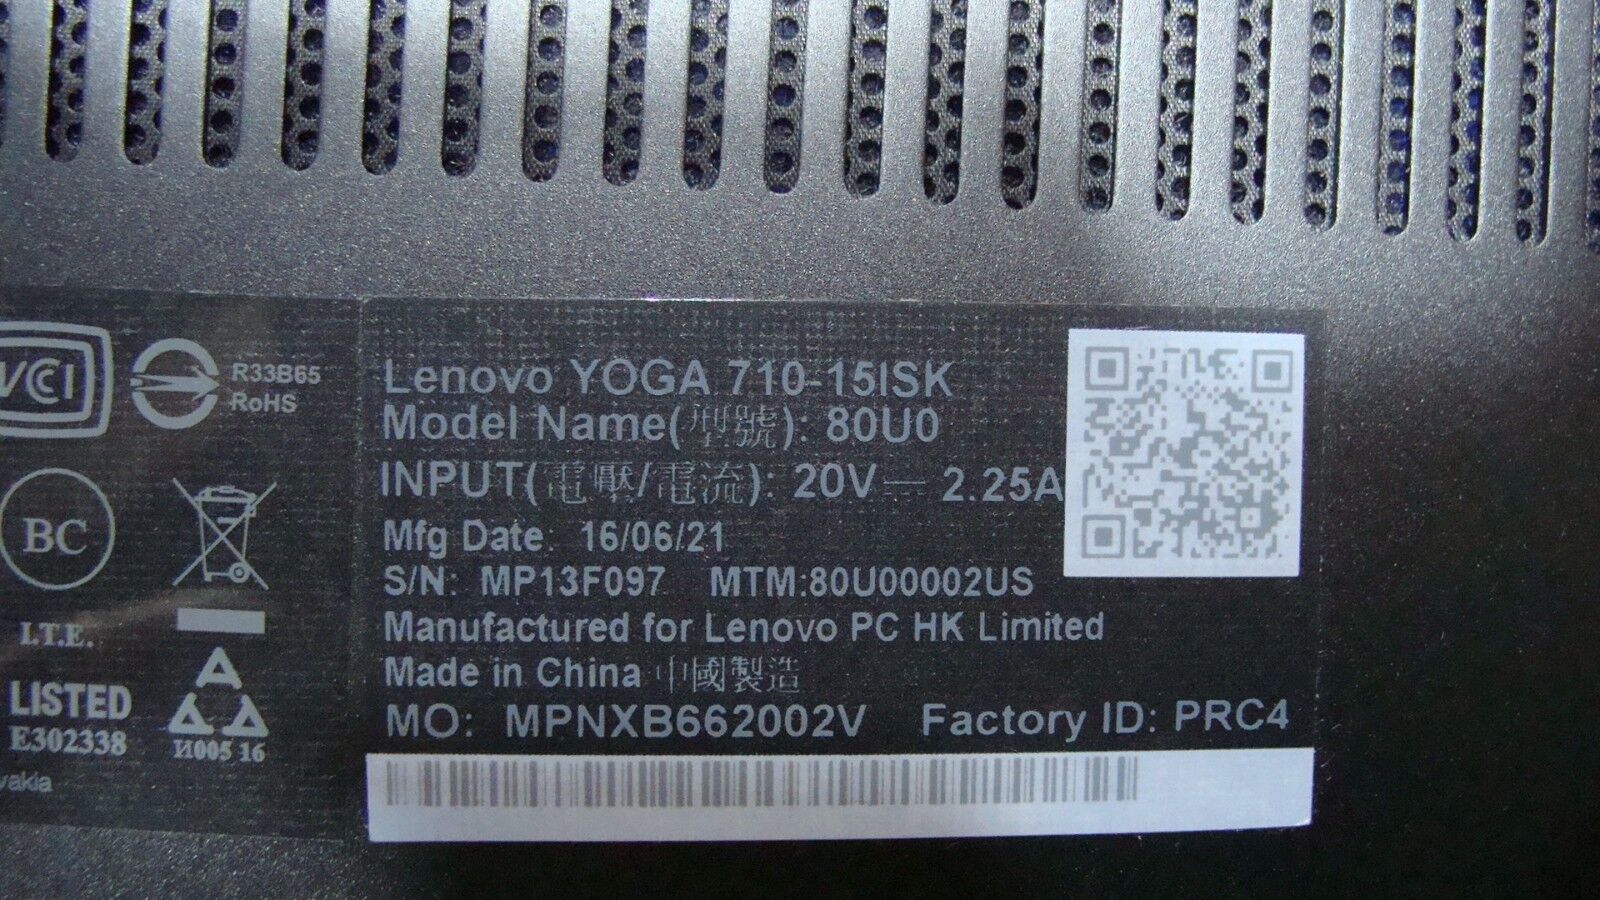 VCI
R33B65
RoHS
BC
I.T.E.
LISTED
E302338
И005 16
vakia
Lenovo YOGA 710-15ISK
Model Name(型號): 80U0
INPUT(電壓/電流): 20V⎓ 2.25A
Mfg Date: 16/06/21
S/N: MP13F097 MTM:80U00002US
Manufactured for Lenovo PC HK Limited
Made in China 中國製造
MO: MPNXB662002V Factory ID: PRC4